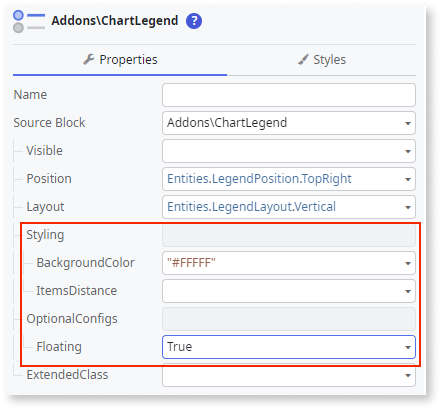 Addons\ChartLegend ?
Properties Styles
Name
Source Block Addons\ChartLegend
Visible
Position Entities.LegendPosition.TopRight
Layout Entities.LegendLayout.Vertical
Styling
BackgroundColor "#FFFFF"
ItemsDistance
OptionalConfigs
Floating True
ExtendedClass